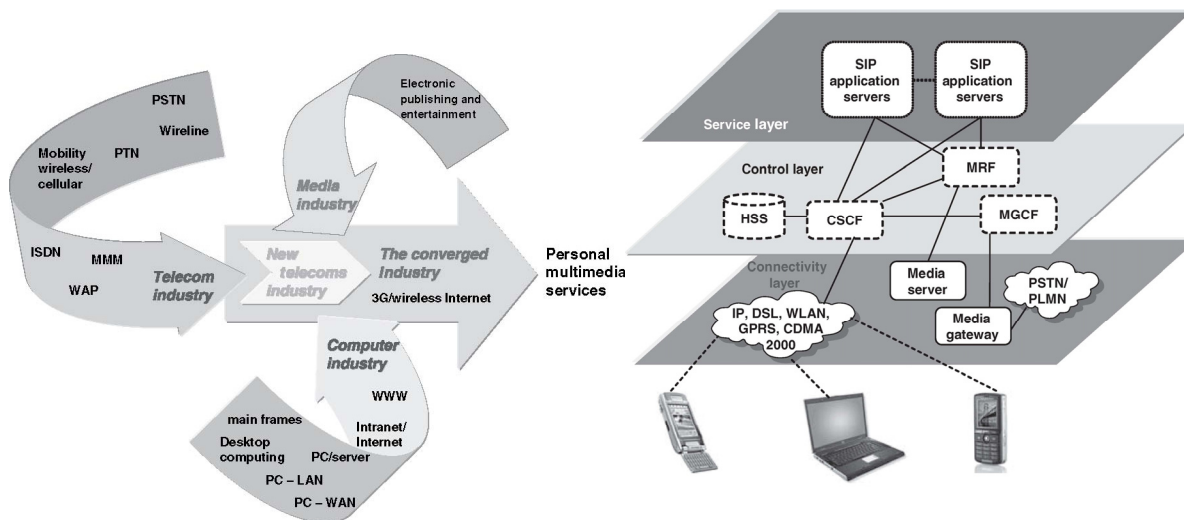 PSTN
Wireline
Mobility
wireless/
cellular
PTN
ISDN
MMM
WAP
Telecom
industry
Electronic
publishing and
entertainment
Media
industry
New
telecoms
industry
The converged
Industry
3G/wireless Internet
Personal
multimedia
services
Computer
industry
WWW
Intranet/
Internet
main frames
Desktop
computing
PC/server
PC – LAN
PC – WAN
SIP
application
servers
SIP
application
servers
Service layer
Control layer
MRF
HSS
CSCF
MGCF
Connectivity
layer
Media
server
PSTN/
PLMN
Media
gateway
IP, DSL, WLAN,
GPRS, CDMA
2000